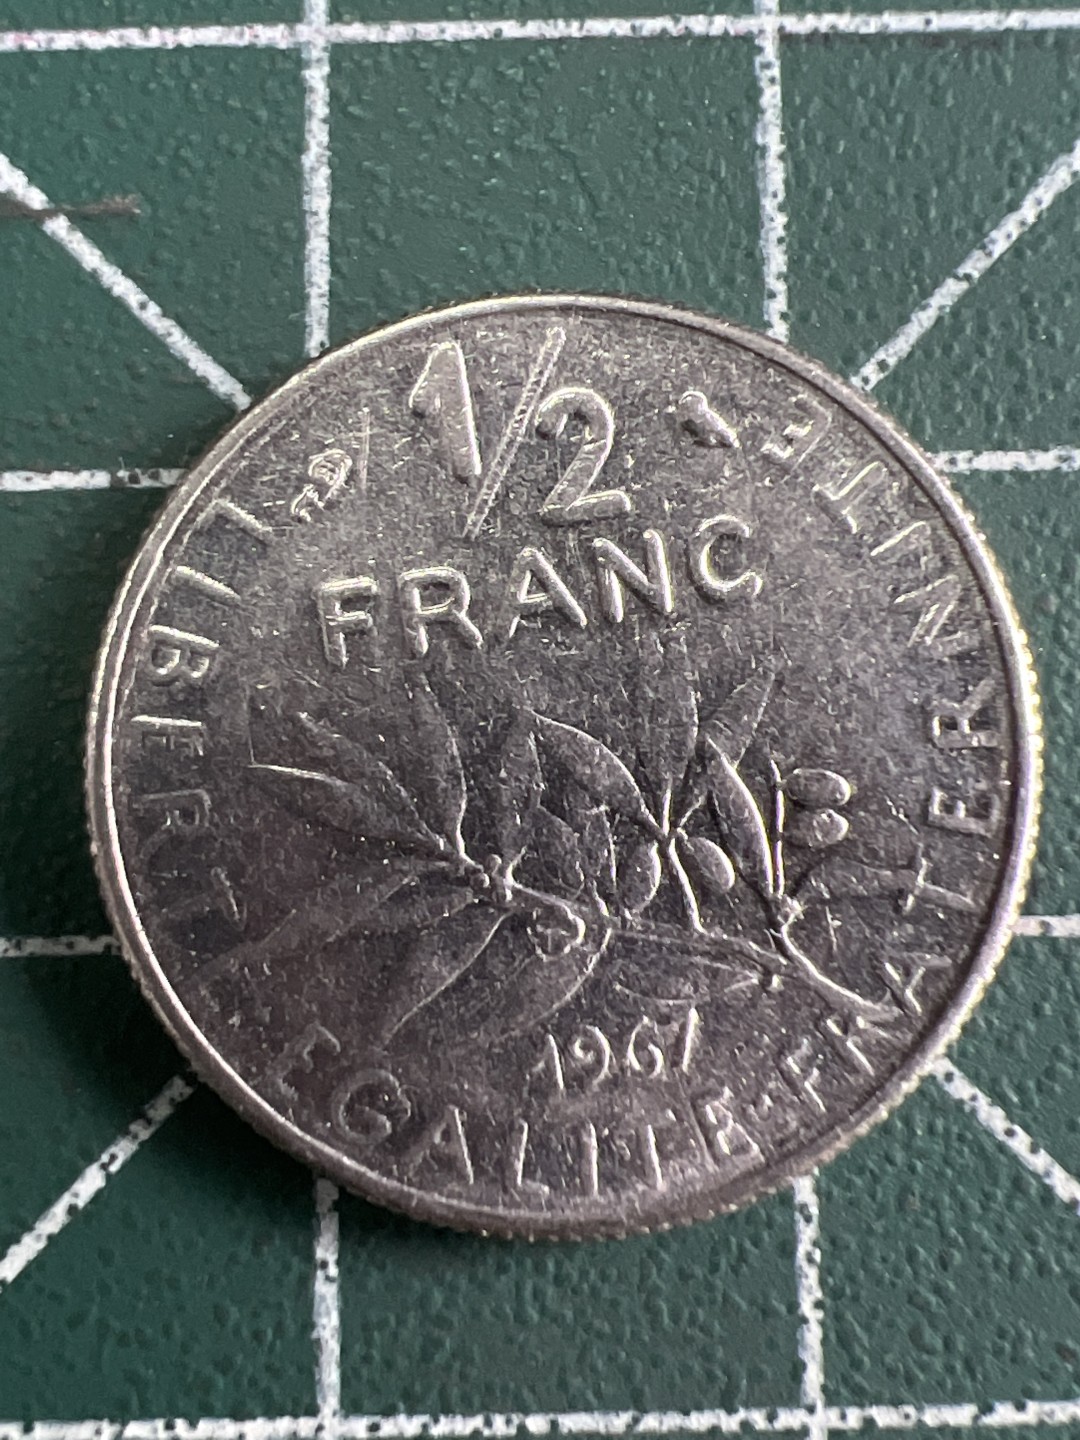 1/2
FRANC
1967
LIBERTE·EGALITE·FRATERNITE